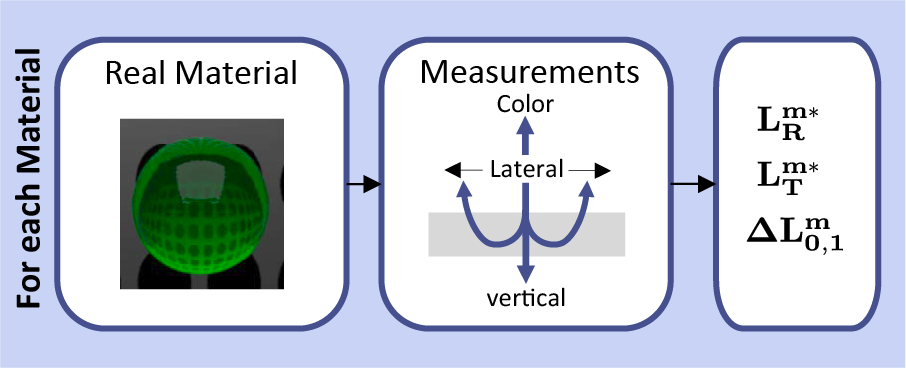 For each Material
Real Material
Measurements
Color
Lateral
vertical
L_R^{m*}
L_T^{m*}
ΔL_{0,1}^m